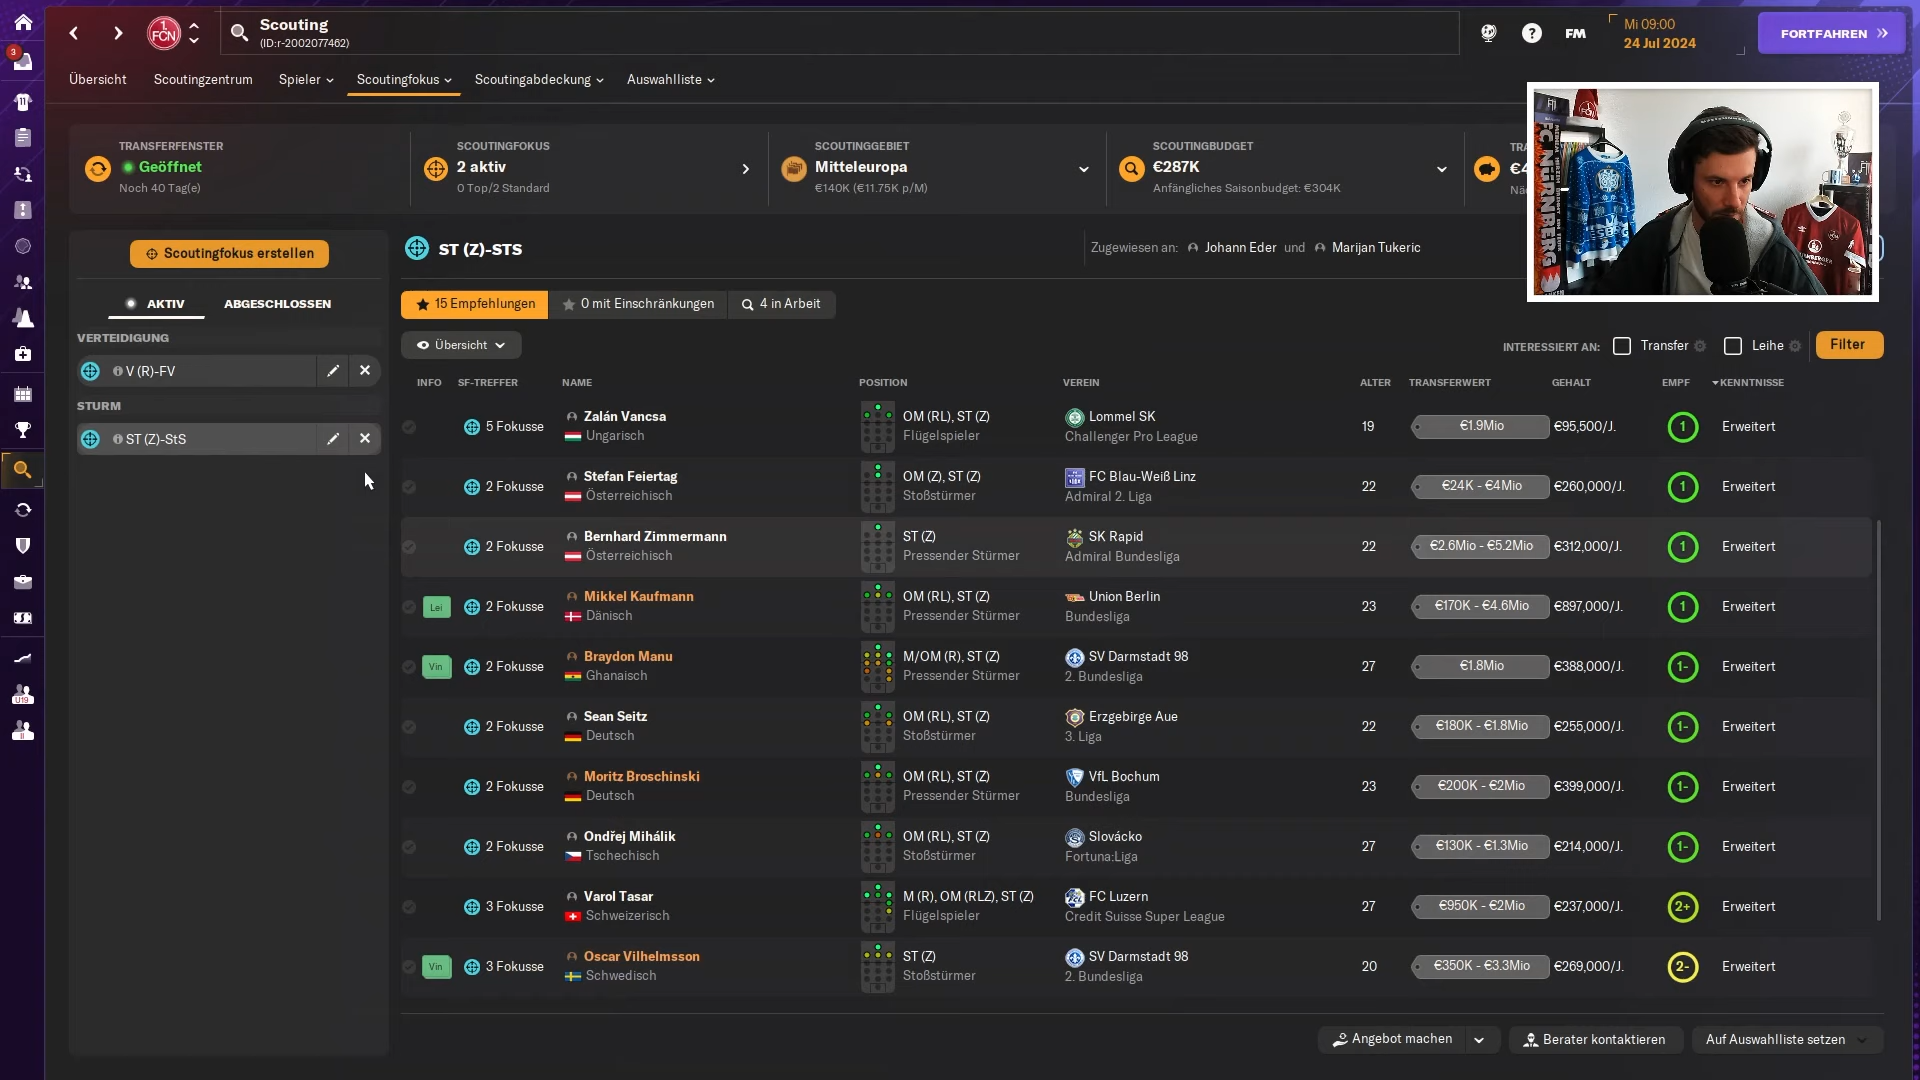 Scouting
(ID:r-2002077462)
FM
Mi 09:00
24 Jul 2024
FORTFAHREN
3
Übersicht
Scoutingzentrum
Spieler
Scoutingfokus
Scoutingabdeckung
Auswahlliste
TRANSFERFENSTER
Geöffnet
Noch 40 Tag(e)
SCOUTINGFOKUS
2 aktiv
0 Top/2 Standard
SCOUTINGGEBIET
Mitteleuropa
€140K (€11.75K p/M)
SCOUTINGBUDGET
€287K
Anfängliches Saisonbudget: €304K
FC NÜRNBERG
Scoutingfokus erstellen
AKTIV
ABGESCHLOSSEN
VERTEIDIGUNG
V (R)-FV
STURM
ST (Z)-StS
U19
II
ST (Z)-STS
Zugewiesen an: Johann Eder und Marijan Tukeric
15 Empfehlungen
0 mit Einschränkungen
4 in Arbeit
Übersicht
INTERESSIERT AN: Transfer Leihe
Filter
INFO SF-TREFFER NAME POSITION VEREIN ALTER TRANSFERWERT GEHALT EMPF KENNTNISSE
5 Fokusse Zalán Vancsa OM (RL), ST (Z) Lommel SK 19 €1.9Mio €95,500/J. 1 Erweitert
Ungarisch Flügelspieler Challenger Pro League
2 Fokusse Stefan Feiertag OM (Z), ST (Z) FC Blau-Weiß Linz 22 €24K - €4Mio €260,000/J. 1 Erweitert
Österreichisch Stoßstürmer Admiral 2. Liga
2 Fokusse Bernhard Zimmermann ST (Z) SK Rapid 22 €2.6Mio - €5.2Mio €312,000/J. 1 Erweitert
Österreichisch Pressender Stürmer Admiral Bundesliga
Lei 2 Fokusse Mikkel Kaufmann OM (RL), ST (Z) Union Berlin 23 €170K - €4.6Mio €897,000/J. 1 Erweitert
Dänisch Pressender Stürmer Bundesliga
Vin 2 Fokusse Braydon Manu M/OM (R), ST (Z) SV Darmstadt 98 27 €1.8Mio €388,000/J. 1- Erweitert
Ghanaisch Pressender Stürmer 2. Bundesliga
2 Fokusse Sean Seitz OM (RL), ST (Z) Erzgebirge Aue 22 €180K - €1.8Mio €255,000/J. 1- Erweitert
Deutsch Stoßstürmer 3. Liga
2 Fokusse Moritz Broschinski OM (RL), ST (Z) VfL Bochum 23 €200K - €2Mio €399,000/J. 1- Erweitert
Deutsch Pressender Stürmer Bundesliga
2 Fokusse Ondřej Mihálik OM (RL), ST (Z) Slovácko 27 €130K - €1.3Mio €214,000/J. 1- Erweitert
Tschechisch Stoßstürmer Fortuna:Liga
3 Fokusse Varol Tasar M (R), OM (RLZ), ST (Z) FC Luzern 27 €950K - €2Mio €237,000/J. 2+ Erweitert
Schweizerisch Flügelspieler Credit Suisse Super League
Vin 3 Fokusse Oscar Vilhelmsson ST (Z) SV Darmstadt 98 20 €350K - €3.3Mio €269,000/J. 2- Erweitert
Schwedisch Stoßstürmer 2. Bundesliga
Angebot machen
Berater kontaktieren
Auf Auswahlliste setzen